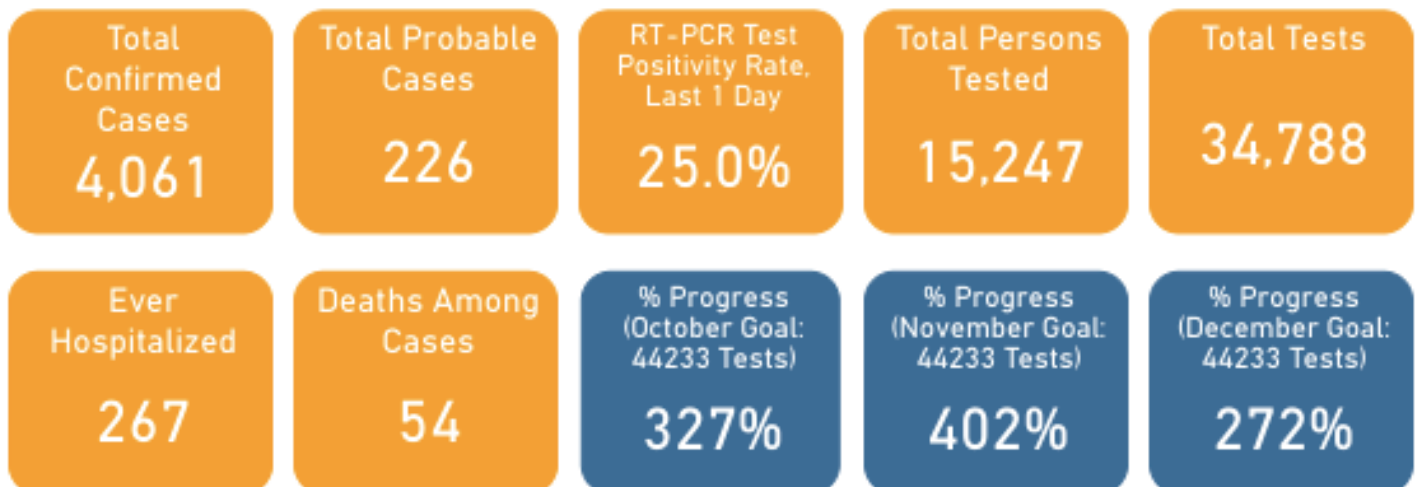 Total
Confirmed
Cases
4,061
Total Probable
Cases
226
RT-PCR Test
Positivity Rate,
Last 1 Day
25.0%
Total Persons
Tested
15,247
Total Tests
34,788
Ever
Hospitalized
267
Deaths Among
Cases
54
% Progress
(October Goal:
44233 Tests)
327%
% Progress
(November Goal:
44233 Tests)
402%
% Progress
(December Goal:
44233 Tests)
272%